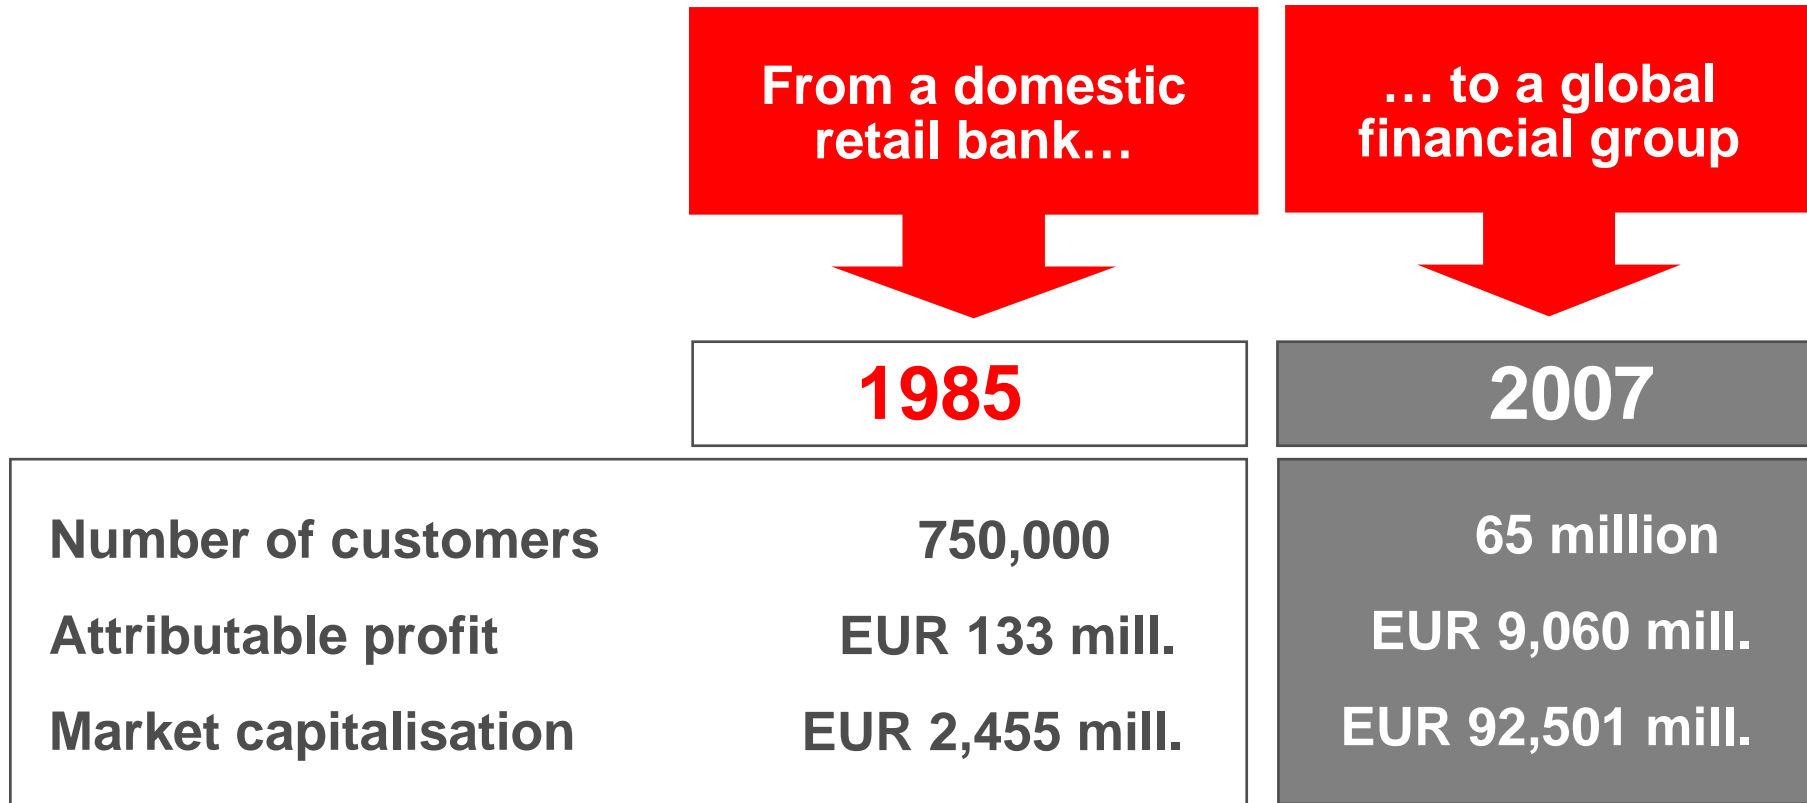 From a domestic
retail bank…
… to a global
financial group
1985
2007
Number of customers 750,000 65 million
Attributable profit EUR 133 mill. EUR 9,060 mill.
Market capitalisation EUR 2,455 mill. EUR 92,501 mill.